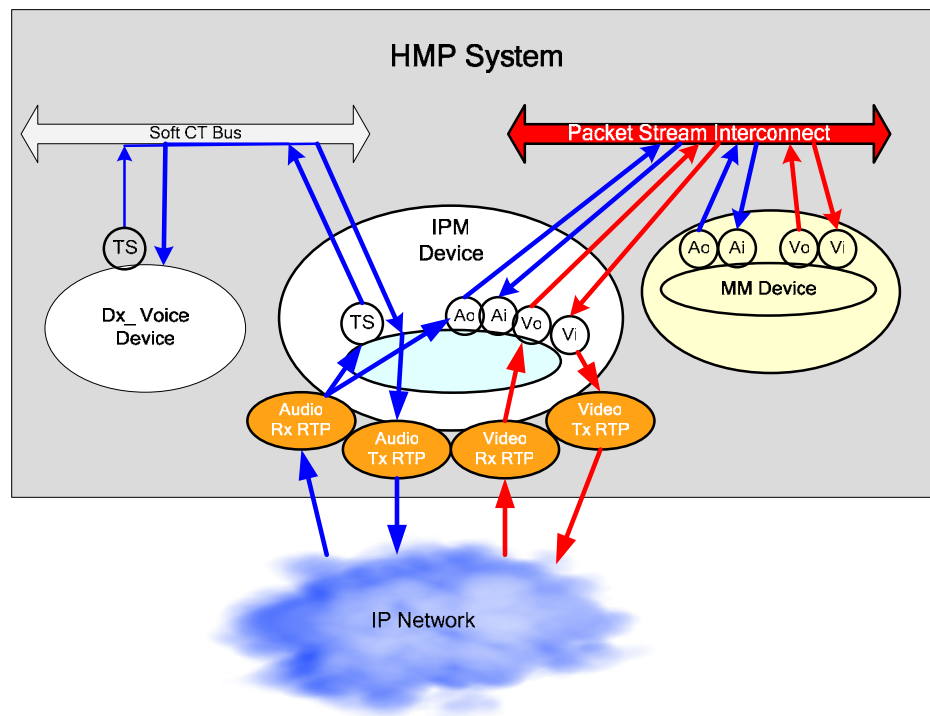 HMP System
Soft CT Bus
Packet Stream Interconnect
IPM
Device
TS
Ao
Ai
Vo
Vi
MM Device
Dx_ Voice
Device
TS
Ao
Ai
Vo
Vi
Audio
Rx RTP
Audio
Tx RTP
Video
Rx RTP
Video
Tx RTP
IP Network